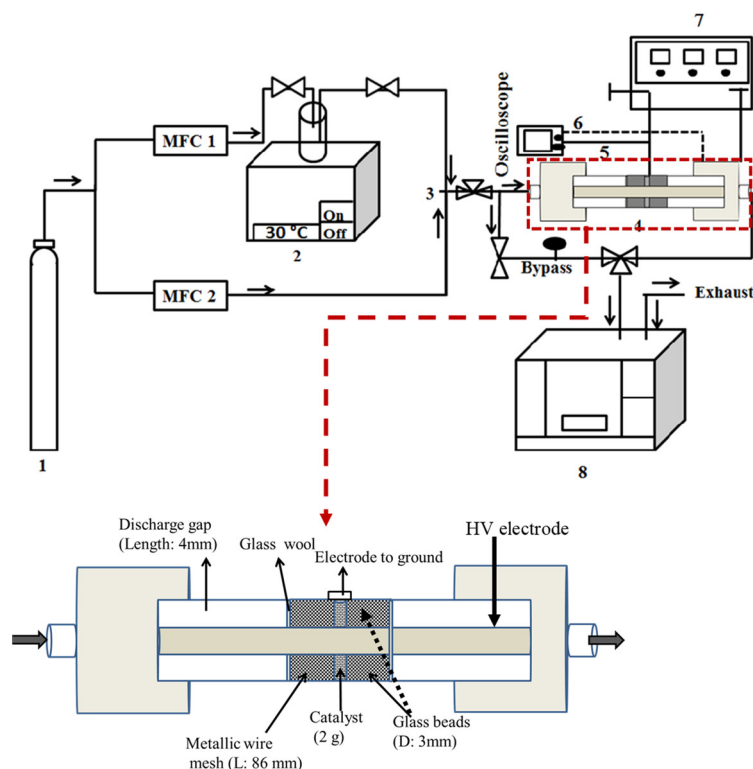 7
MFC 1
Oscilloscope
6
5
3
On
30 °C Off
2
4
MFC 2
Bypass
Exhaust
1
8
Discharge gap
(Length: 4mm)
Glass wool
Electrode to ground
HV electrode
Metallic wire
mesh (L: 86 mm)
Catalyst
(2 g)
Glass beads
(D: 3mm)